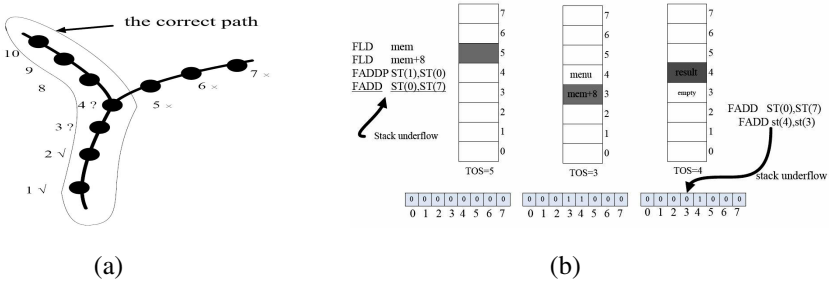 the correct path
10
9
8
7 ×
6 ×
5 ×
4 ?
3 ?
2 √
1 √
(a)
FLD mem
FLD mem+8
FADDP ST(1),ST(0)
FADD ST(0),ST(7)
Stack underflow
7
6
5
4
3
2
1
0
TOS=5
0 0 0 0 0 0 0 0
0 1 2 3 4 5 6 7
7
6
5
menu 4
mem+8 3
2
1
0
TOS=3
0 0 0 1 1 0 0 0
0 1 2 3 4 5 6 7
7
6
5
result 4
empty 3
2
1
0
TOS=4
0 0 0 0 1 0 0 0
0 1 2 3 4 5 6 7
FADD ST(0),ST(7)
FADD st(4),st(3)
stack underflow
(b)